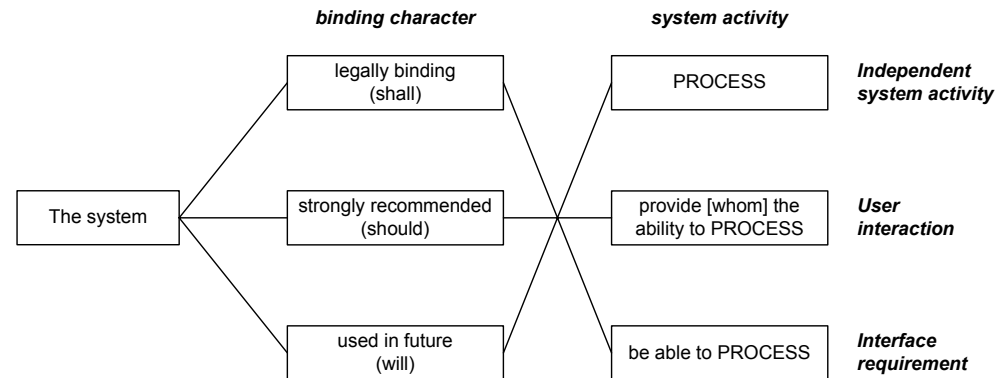 binding character
system activity
legally binding
(shall)
PROCESS
Independent
system activity
The system
strongly recommended
(should)
provide [whom] the
ability to PROCESS
User
interaction
used in future
(will)
be able to PROCESS
Interface
requirement